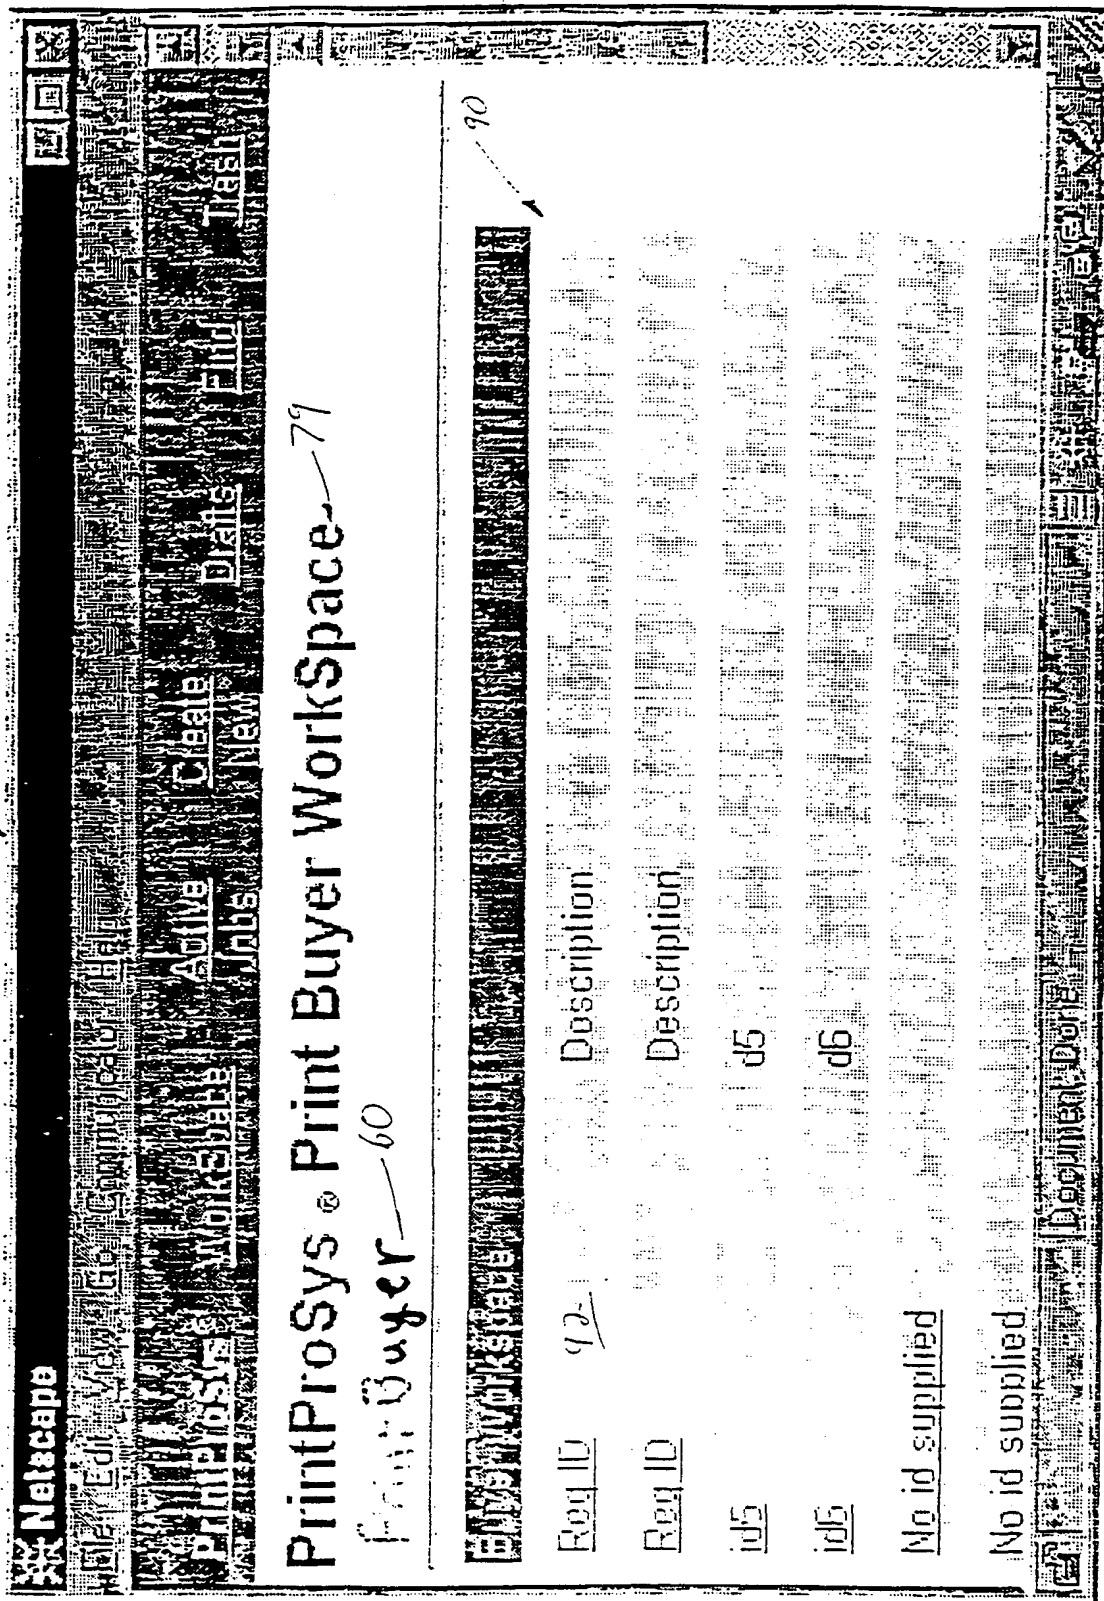 Netscape
File Edit View Go Communicator Help
PrintProSys® Workspace Active Jobs Create New Drafts Find Trash
PrintProSys® Print Buyer WorkSpace 79
Print Buyer 60
Buyer Workspace
90
Req ID 92 Description
Req ID Description
id5 d5
id6 d6
No id supplied
No id supplied
Document: Done